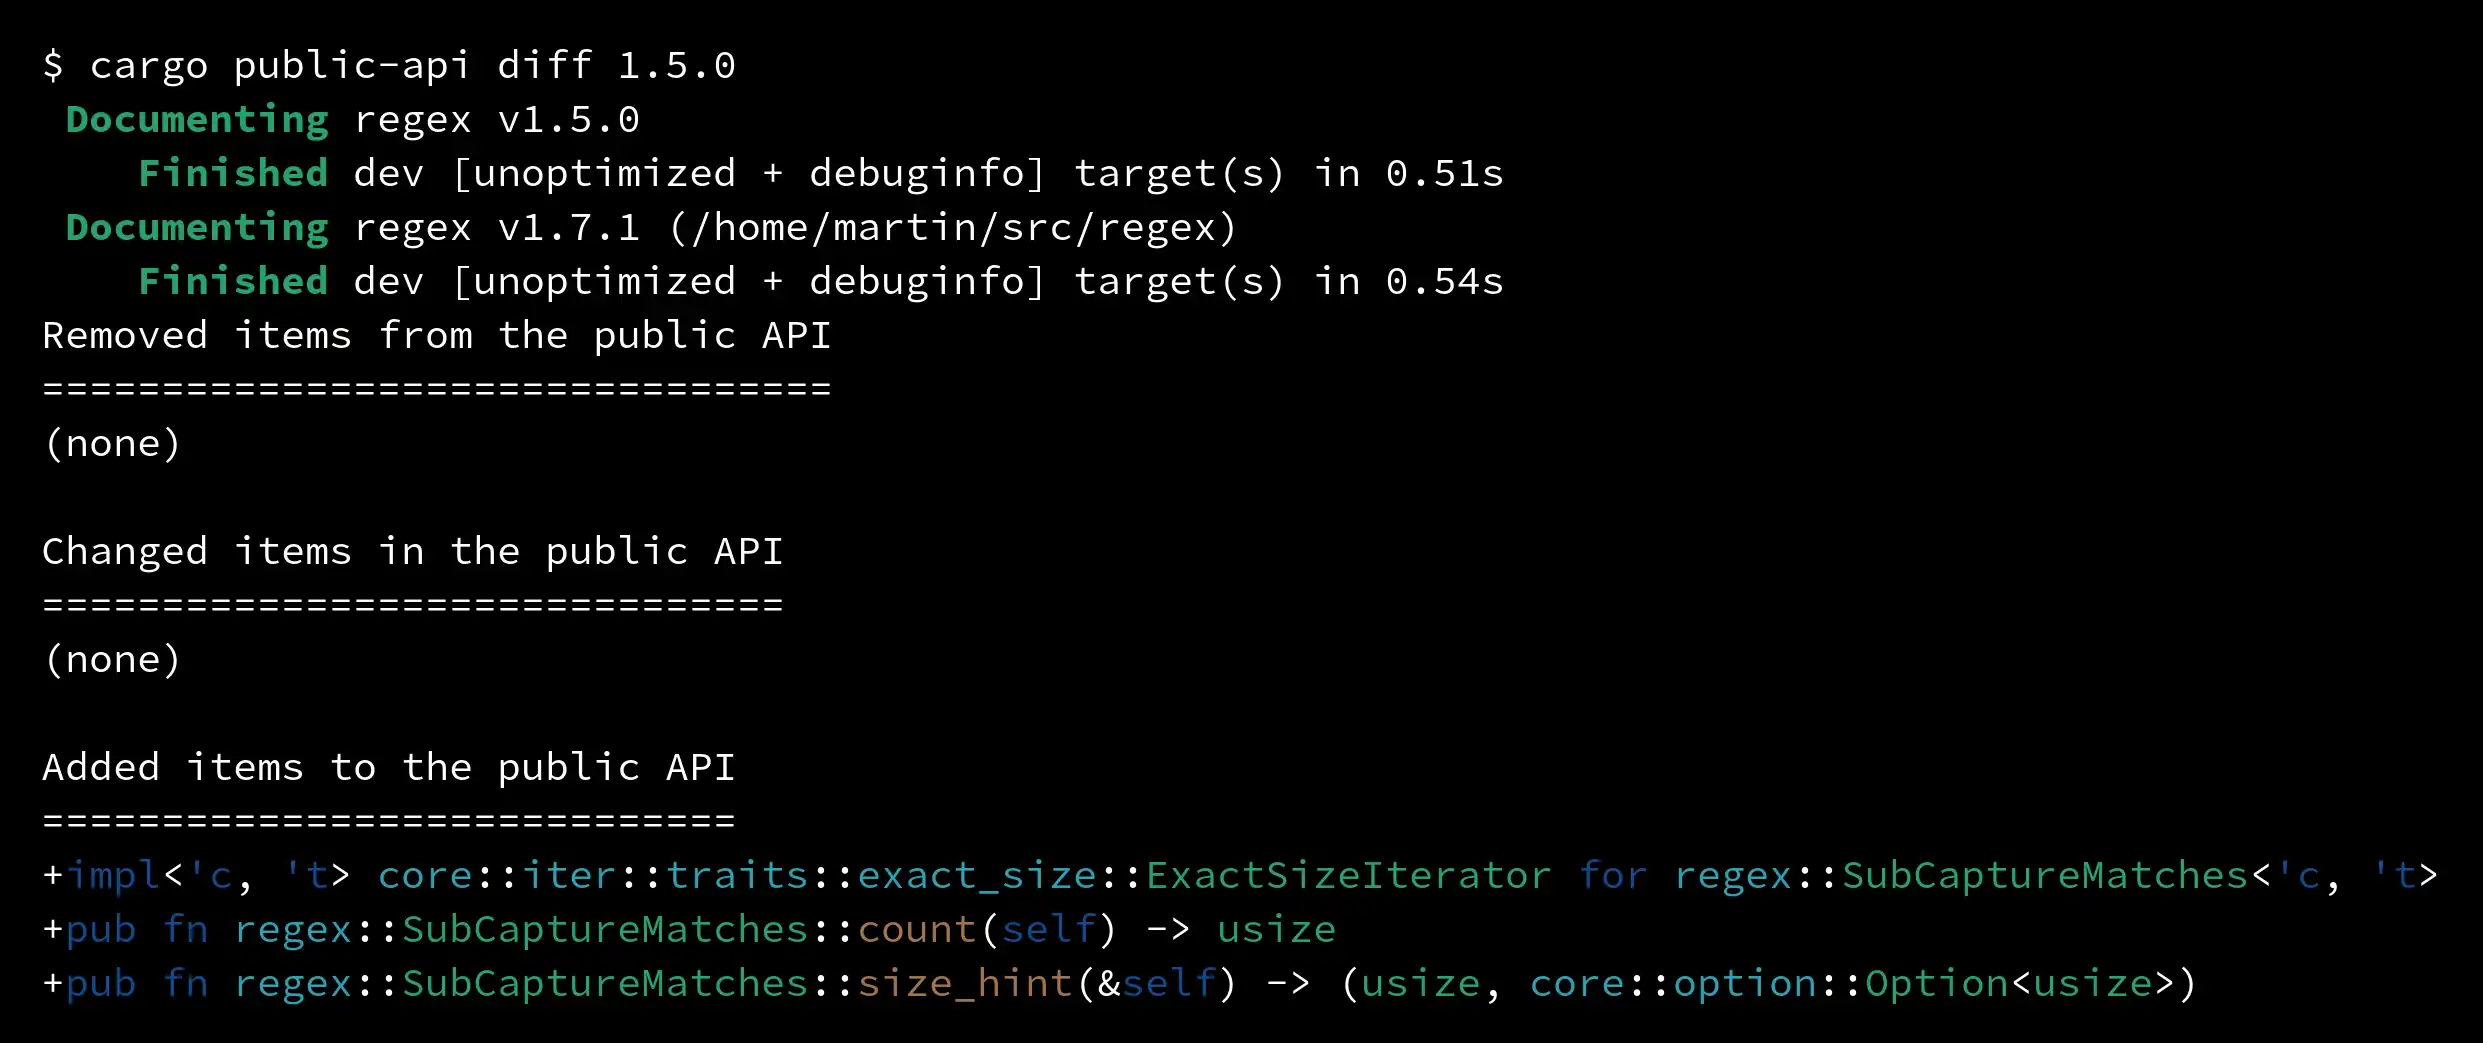 $ cargo public-api diff 1.5.0
 Documenting regex v1.5.0
    Finished dev [unoptimized + debuginfo] target(s) in 0.51s
 Documenting regex v1.7.1 (/home/martin/src/regex)
    Finished dev [unoptimized + debuginfo] target(s) in 0.54s
Removed items from the public API
=================================
(none)

Changed items in the public API
===============================
(none)

Added items to the public API
=============================
+impl<'c, 't> core::iter::traits::exact_size::ExactSizeIterator for regex::SubCaptureMatches<'c, 't>
+pub fn regex::SubCaptureMatches::count(self) -> usize
+pub fn regex::SubCaptureMatches::size_hint(&self) -> (usize, core::option::Option<usize>)